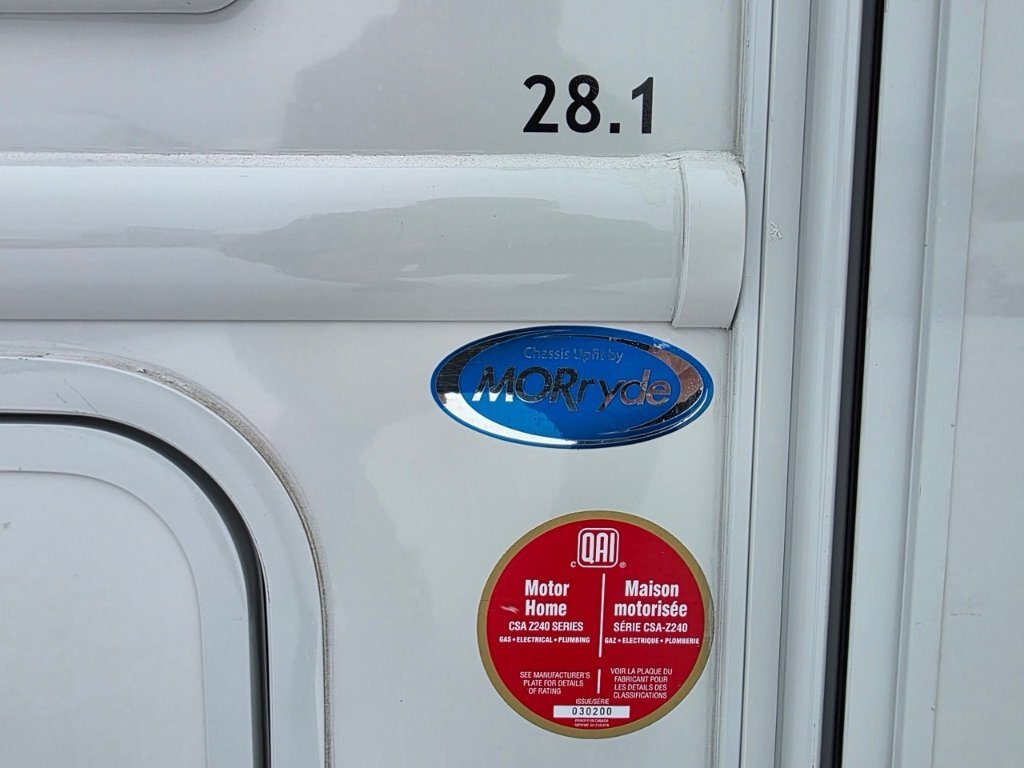 28.1
Chassis Upfit by
MORryde
c QAI ®
Motor
Home
CSA Z240 SERIES
GAS • ELECTRICAL • PLUMBING
SEE MANUFACTURER'S
PLATE FOR DETAILS
OF RATING
Maison
motorisée
SÉRIE CSA-Z240
GAZ • ELECTRIQUE • PLOMBERIE
VOIR LA PLAQUE DU
FABRICANT POUR
LES DETAILS DES
CLASSIFICATIONS
ISSUE/SÉRIE
030200